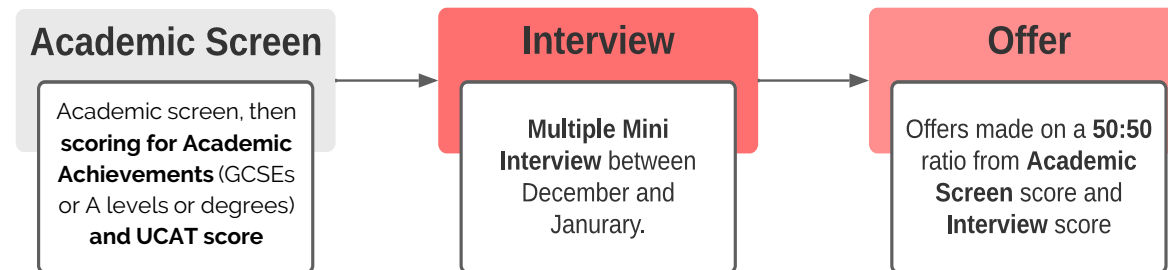 Academic Screen
Academic screen, then
scoring for Academic
Achievements (GCSEs
or A levels or degrees)
and UCAT score
Interview
Multiple Mini
Interview between
December and
Janurary.
Offer
Offers made on a 50:50
ratio from Academic
Screen score and
Interview score